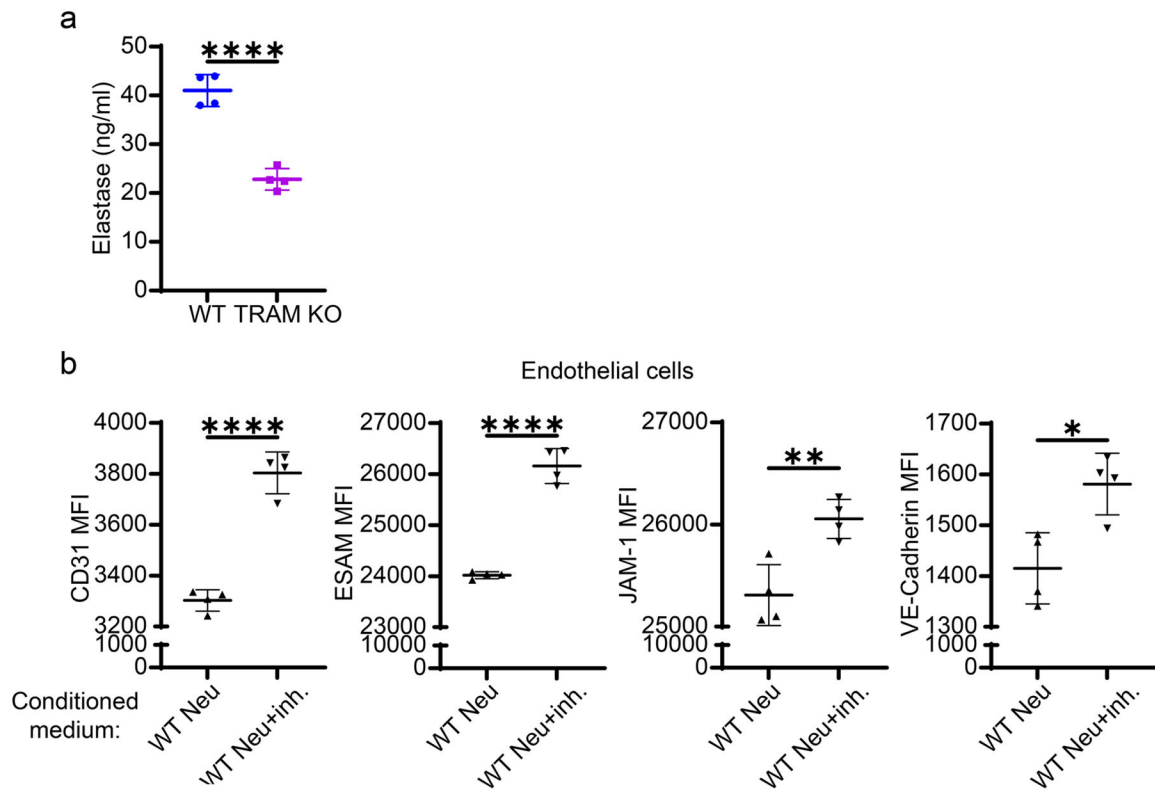 a
****
50
40
30
20
10
0
Elastase (ng/ml)
WT TRAM KO
b
Endothelial cells
CD31 MFI
4000
3800
3600
3400
3200
1000
0
****
WT Neu
WT Neu+inh.
ESAM MFI
27000
26000
25000
24000
23000
1000
0
****
WT Neu
WT Neu+inh.
JAM-1 MFI
27000
26000
25000
1000
0
**
WT Neu
WT Neu+inh.
VE-Cadherin MFI
1700
1600
1500
1400
1300
1000
0
*
WT Neu
WT Neu+inh.
Conditioned
medium: